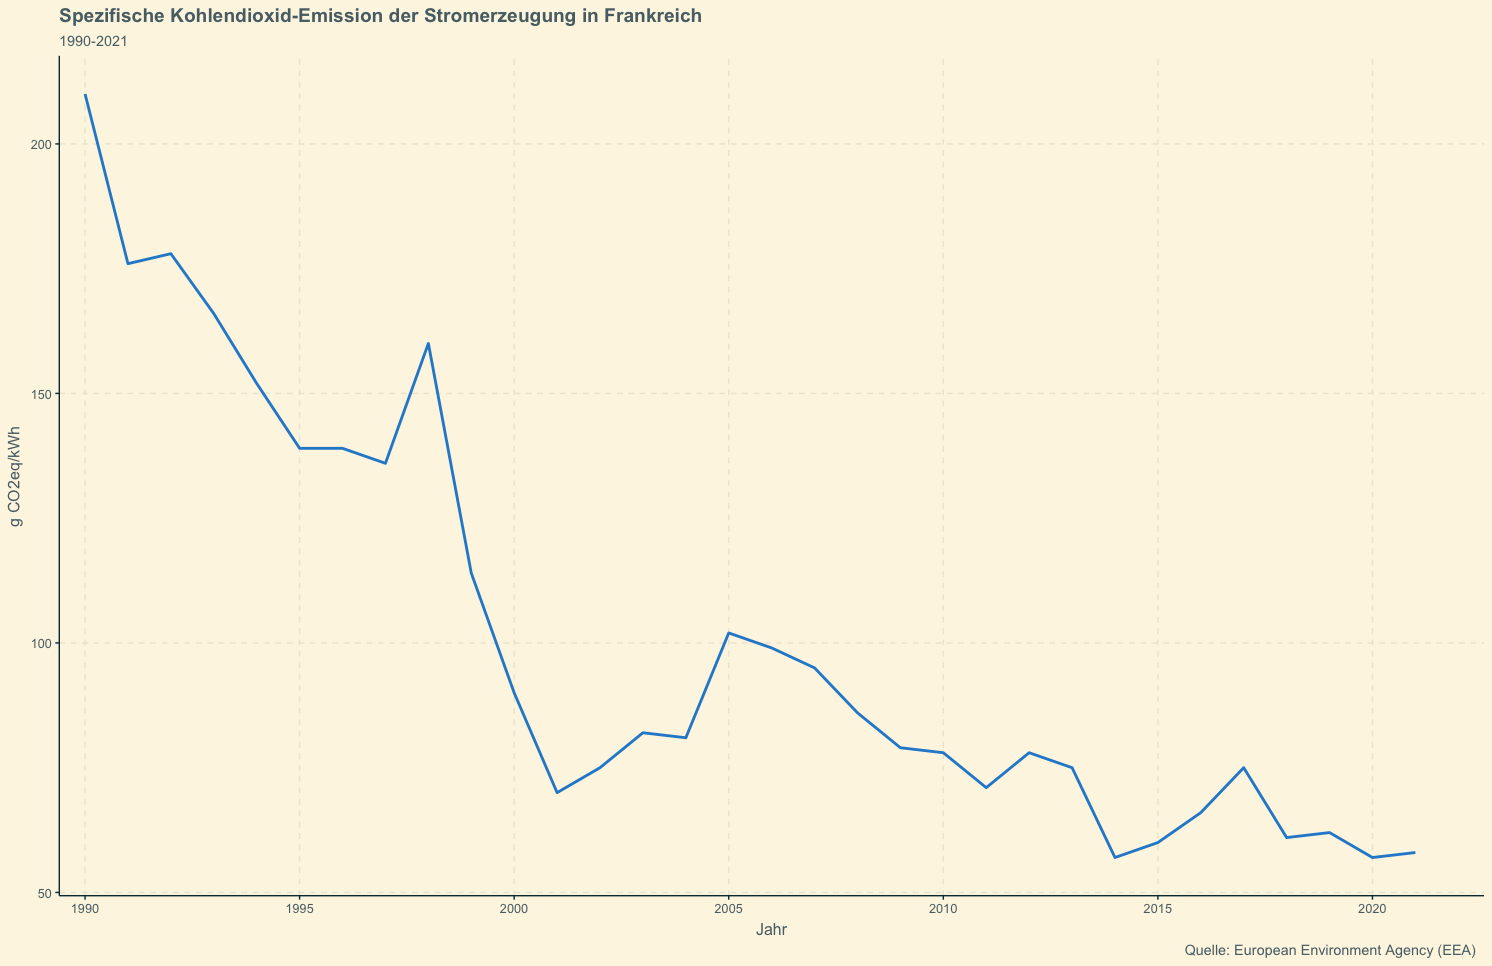 Spezifische Kohlendioxid-Emission der Stromerzeugung in Frankreich
1990-2021
200
150
100
50
g CO2eq/kWh
1990 1995 2000 2005 2010 2015 2020
Jahr
Quelle: European Environment Agency (EEA)